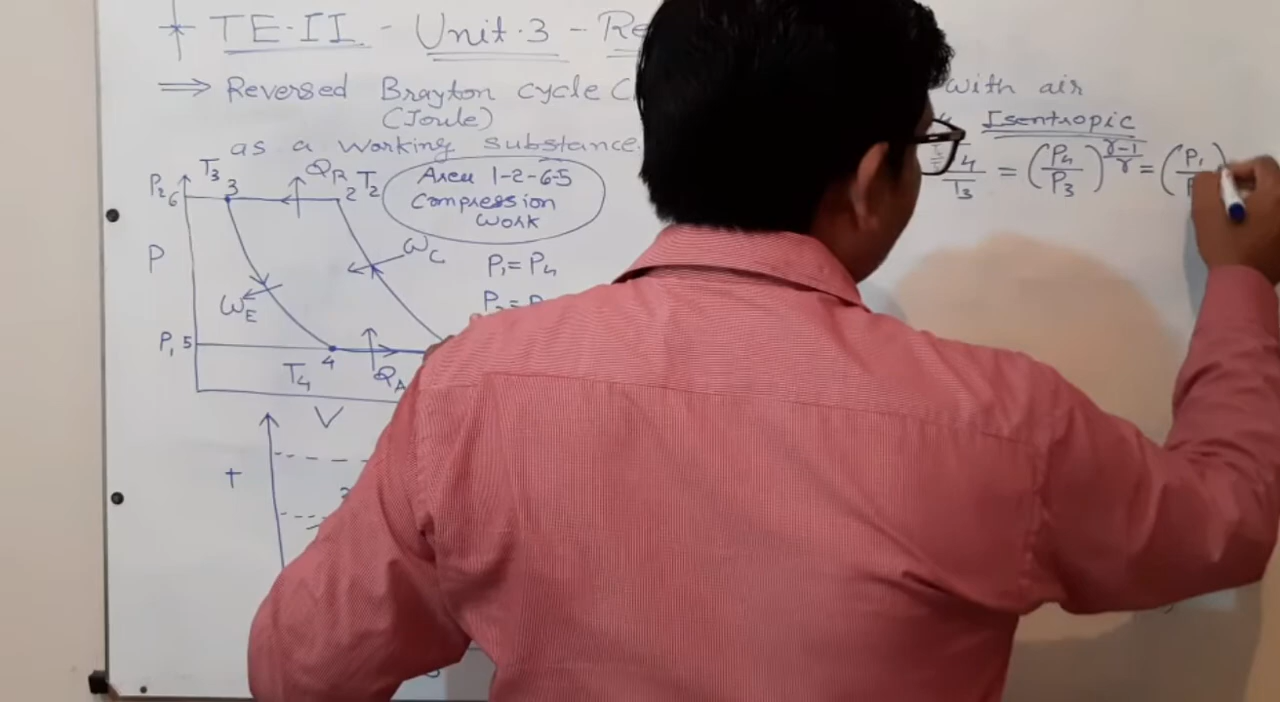 TE-II - Unit-3 - Re
⇒ Reversed Brayton cycle C
(Joule)
with air
as a working substance.
Isentropic
T₄/T₃ = (P₄/P₃)^(γ-1)/γ = (P₁
Area 1-2-6-5
Compression
Work
P₂ 6
T₃
3
Q_R
2 T₂
P
W_C
W_E
P₁ = P₄
P₂ =
P₁ 5
4
T₄
Q_A
V
T